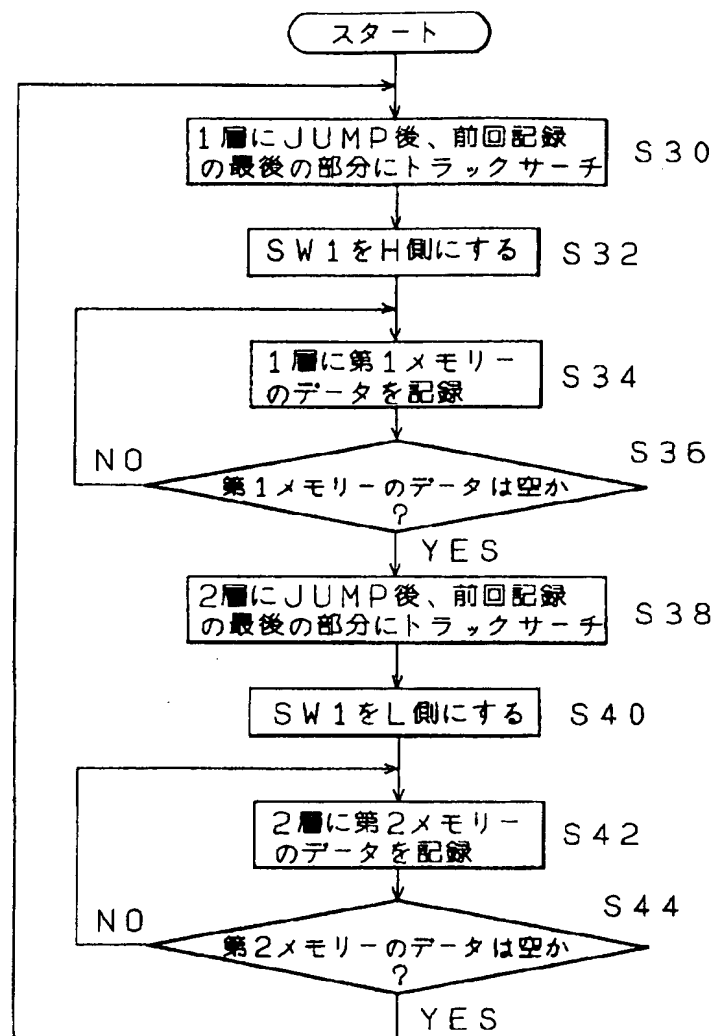 スタート
1層にJUMP後、前回記録
の最後の部分にトラックサーチ
S30
SW1をH側にする
S32
1層に第1メモリー
のデータを記録
S34
NO
S36
第1メモリーのデータは空か
?
YES
2層にJUMP後、前回記録
の最後の部分にトラックサーチ
S38
SW1をL側にする
S40
2層に第2メモリー
のデータを記録
S42
NO
S44
第2メモリーのデータは空か
?
YES